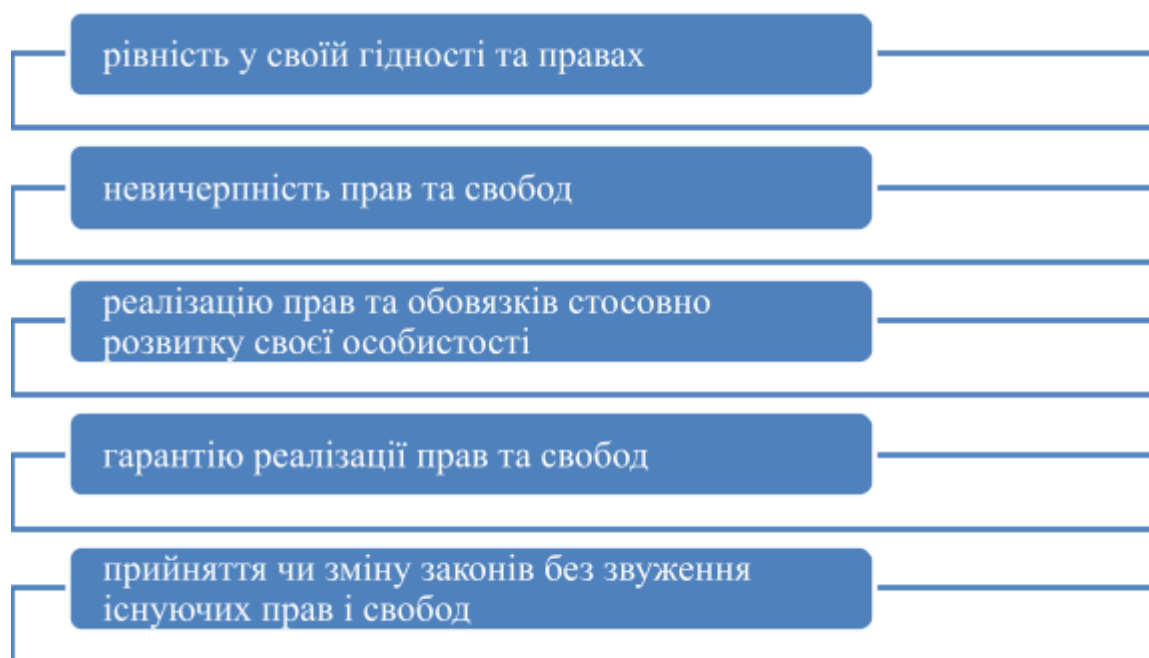 рівність у своїй гідності та правах
невичерпність прав та свобод
реалізацію прав та обовязків стосовно
розвитку своєї особистості
гарантію реалізації прав та свобод
прийняття чи зміну законів без звуження
існуючих прав і свобод